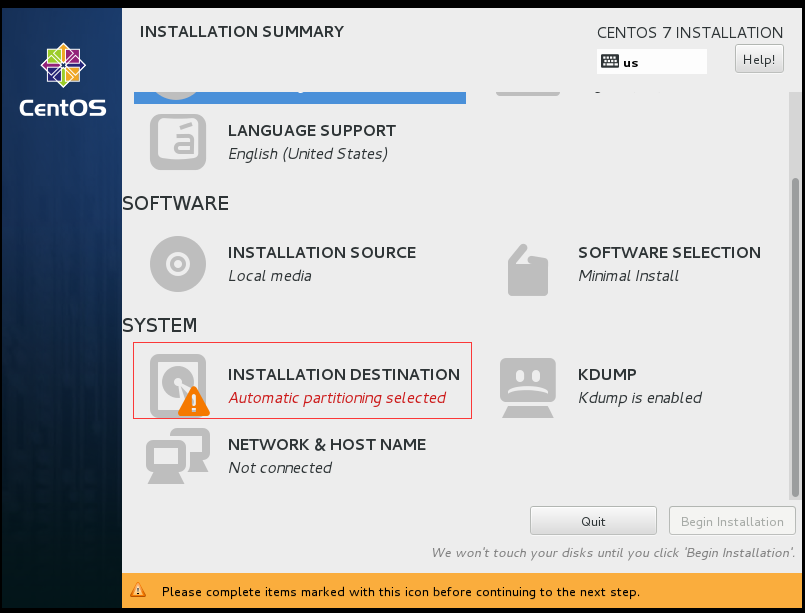 INSTALLATION SUMMARY
CENTOS 7 INSTALLATION
us
Help!
CentOS
LANGUAGE SUPPORT
English (United States)
SOFTWARE
INSTALLATION SOURCE
Local media
SOFTWARE SELECTION
Minimal Install
SYSTEM
INSTALLATION DESTINATION
Automatic partitioning selected
KDUMP
Kdump is enabled
NETWORK & HOST NAME
Not connected
Quit
Begin Installation
We won't touch your disks until you click 'Begin Installation'.
Please complete items marked with this icon before continuing to the next step.